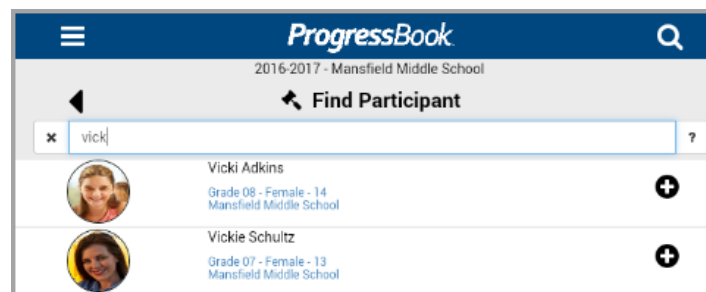 ProgressBook
2016-2017 - Mansfield Middle School
Find Participant
vick
?
Vicki Adkins
Grade 08 - Female - 14
Mansfield Middle School
Vickie Schultz
Grade 07 - Female - 13
Mansfield Middle School